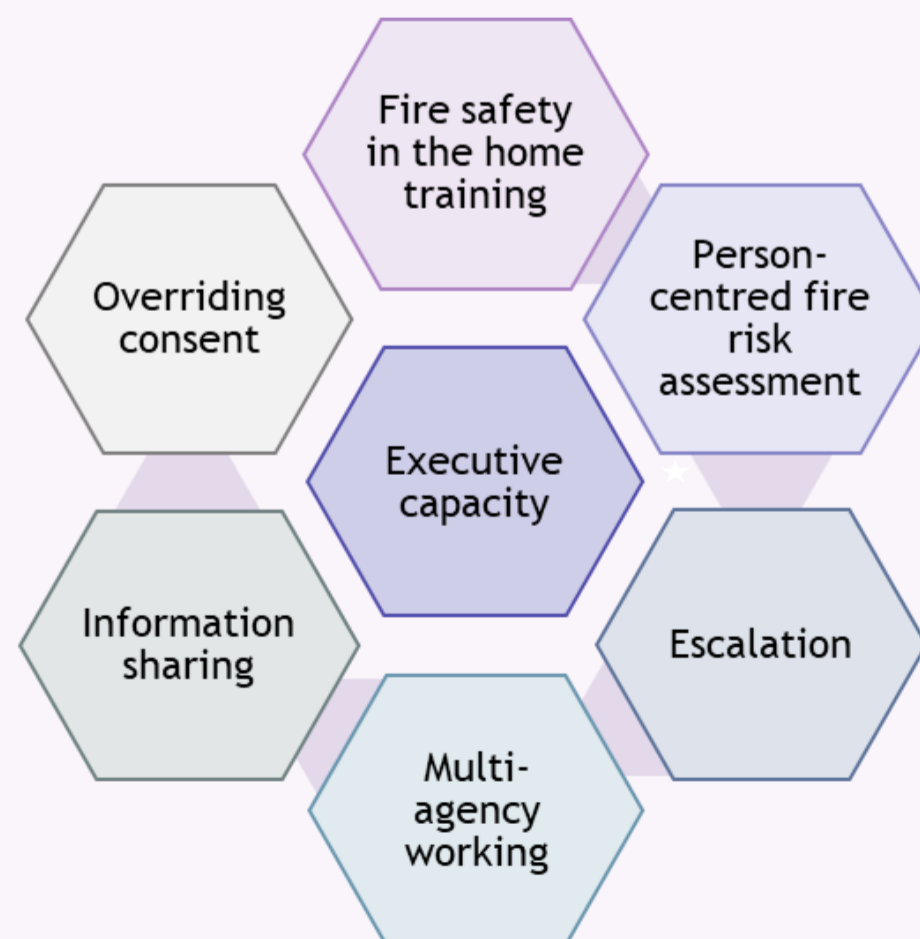 Fire safety
in the home
training
Person-
centred fire
risk
assessment
Escalation
Multi-
agency
working
Information
sharing
Overriding
consent
Executive
capacity